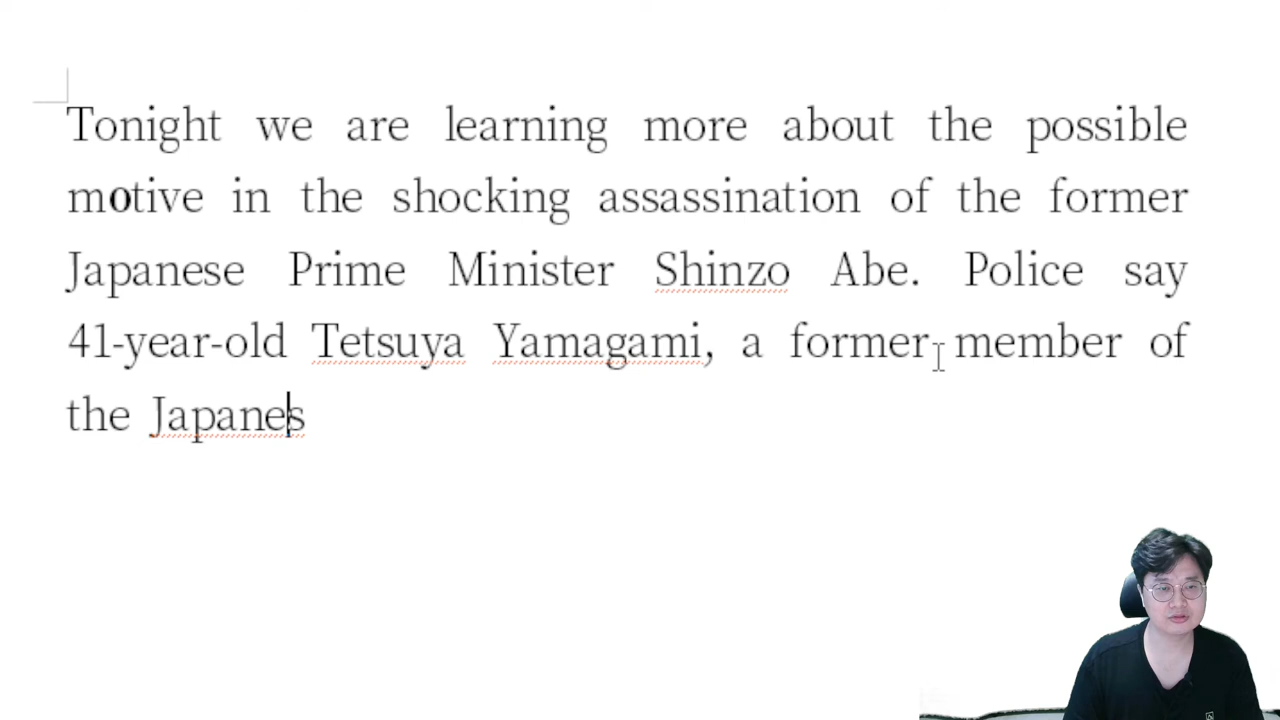 Tonight we are learning more about the possible
motive in the shocking assassination of the former
Japanese Prime Minister Shinzo Abe. Police say
41-year-old Tetsuya Yamagami, a former member of
the Japanes